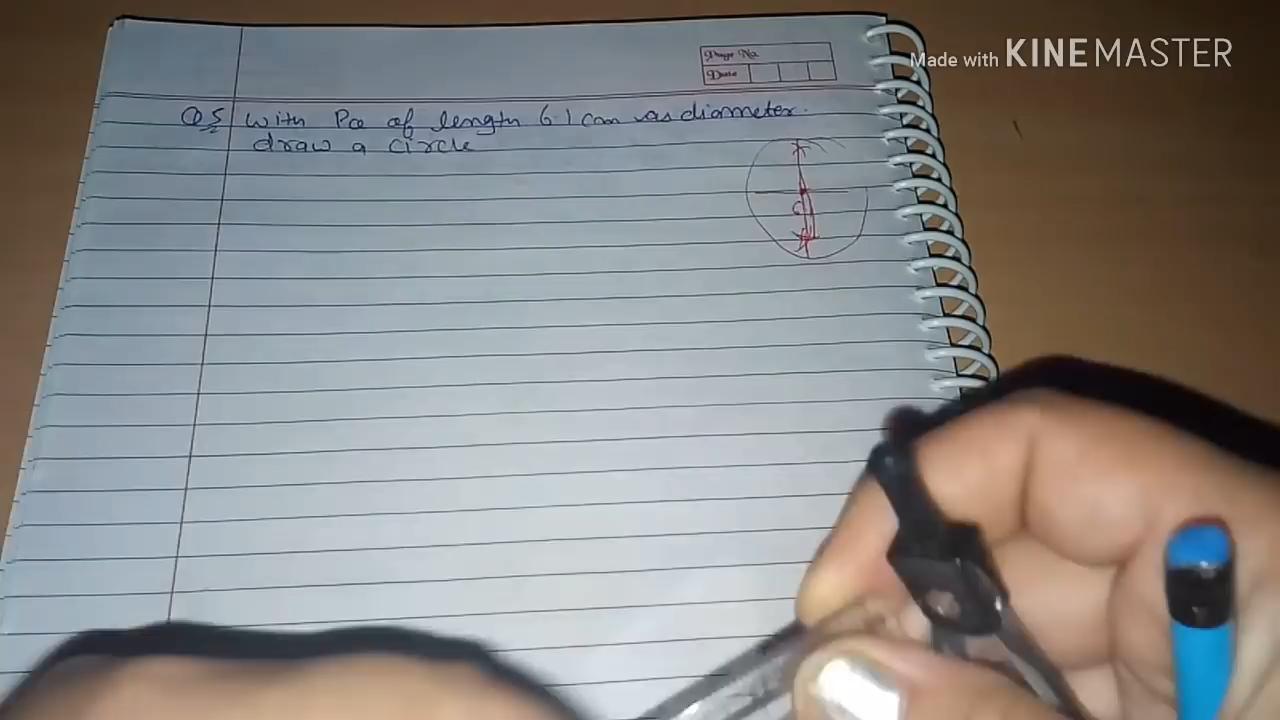 Made with KINEMASTER
Page No.
Date
Q5 With PQ of length 6.1 cm as diameter.
draw a circle